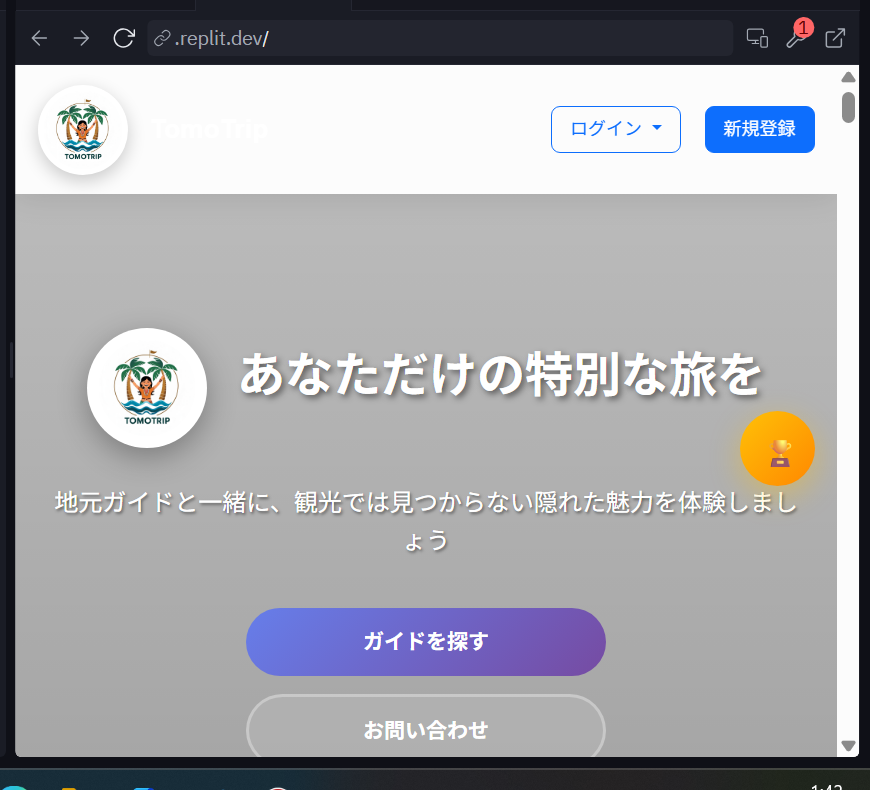 .replit.dev/
1
TOMOTRIP
TomoTrip
ログイン
新規登録
TOMOTRIP
あなただけの特別な旅を
地元ガイドと一緒に、観光では見つからない隠れた魅力を体験しまし
ょう
ガイドを探す
お問い合わせ